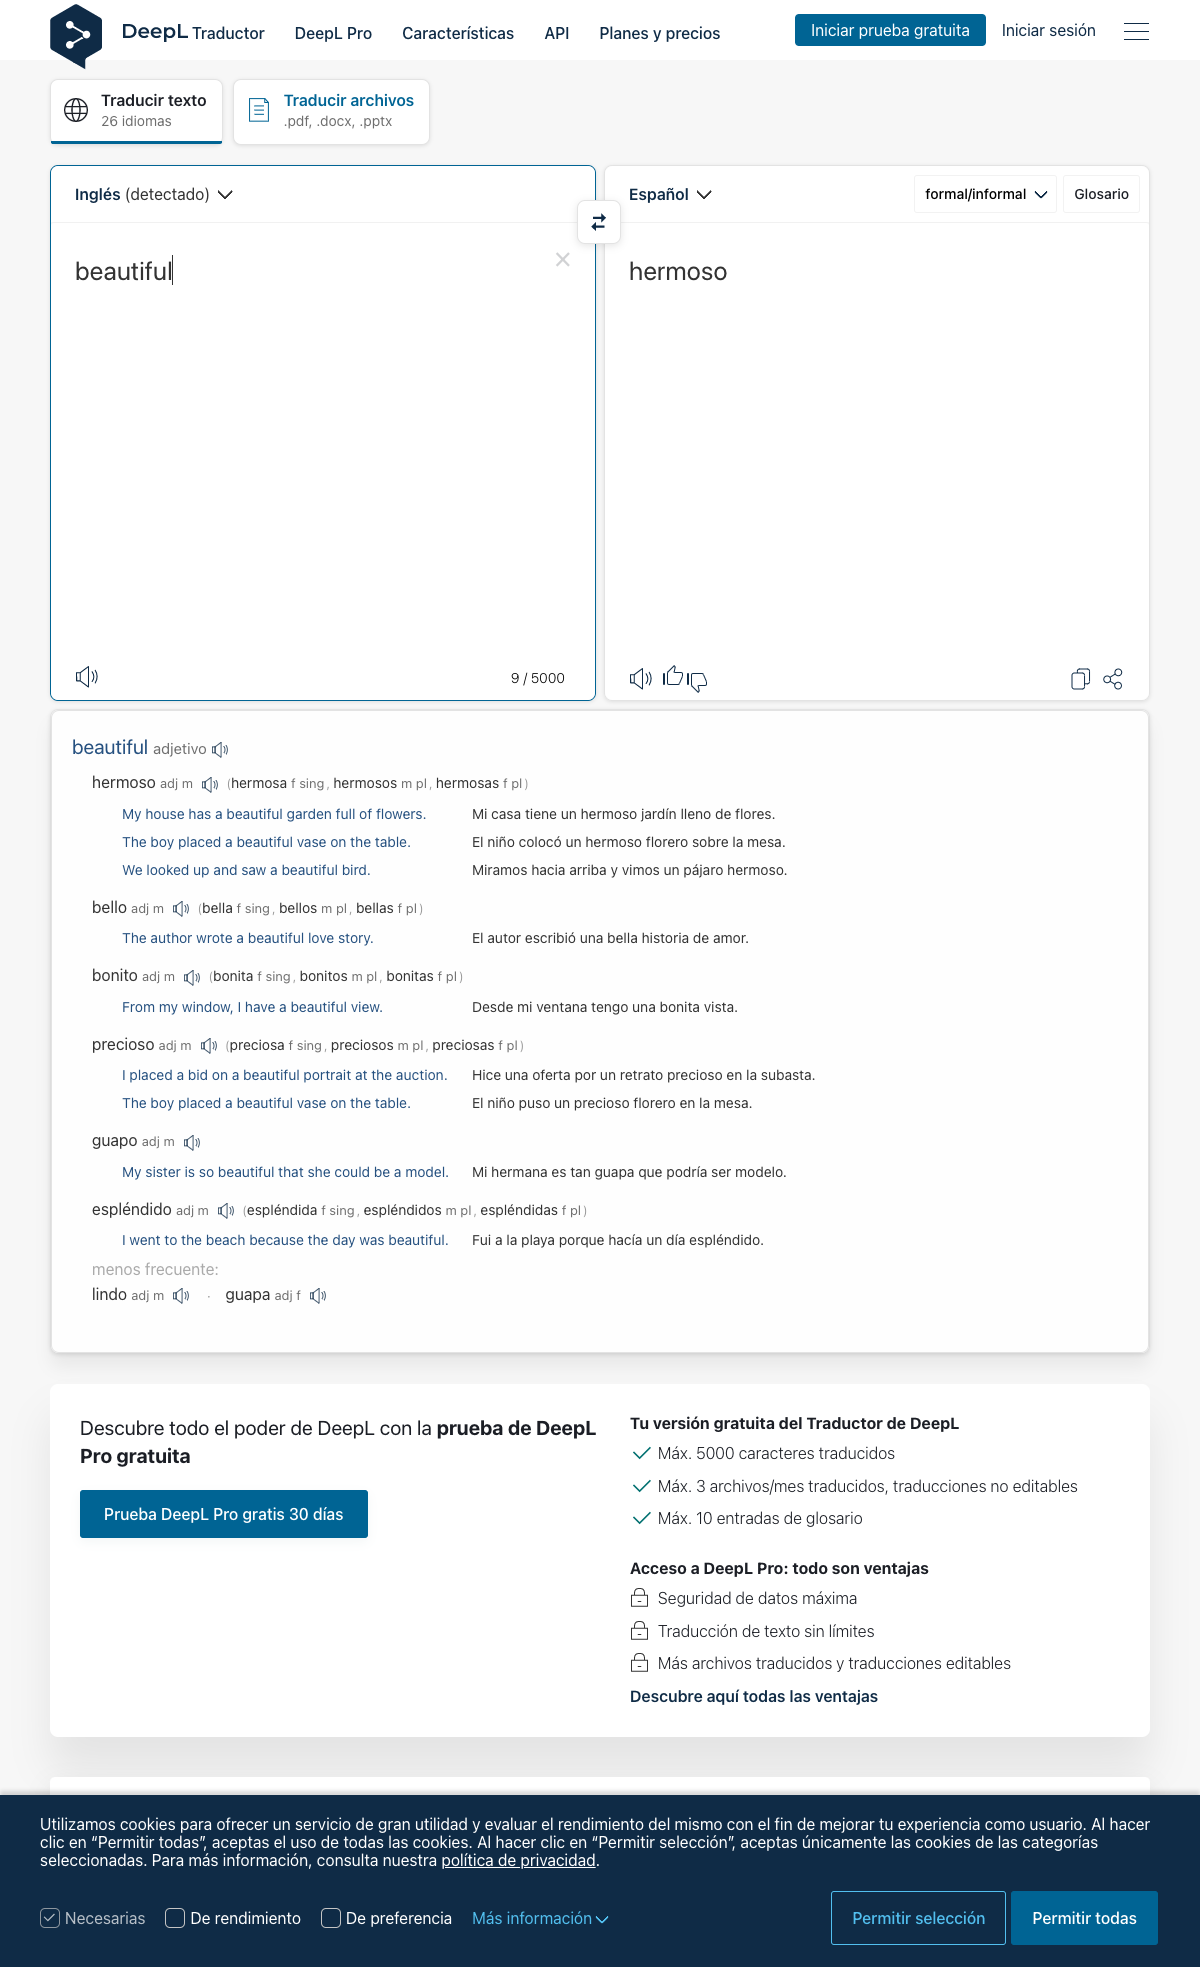 DeepL Traductor DeepL Pro Características API Planes y precios Iniciar prueba gratuita Iniciar sesión
Traducir texto
26 idiomas
Traducir archivos
.pdf, .docx, .pptx
Inglés (detectado)
Español
formal/informal
Glosario
beautiful
hermoso
9 / 5000
beautiful adjetivo
hermoso adj m (hermosa f sing, hermosos m pl, hermosas f pl)
My house has a beautiful garden full of flowers. Mi casa tiene un hermoso jardín lleno de flores.
The boy placed a beautiful vase on the table. El niño colocó un hermoso florero sobre la mesa.
We looked up and saw a beautiful bird. Miramos hacia arriba y vimos un pájaro hermoso.
bello adj m (bella f sing, bellos m pl, bellas f pl)
The author wrote a beautiful love story. El autor escribió una bella historia de amor.
bonito adj m (bonita f sing, bonitos m pl, bonitas f pl)
From my window, I have a beautiful view. Desde mi ventana tengo una bonita vista.
precioso adj m (preciosa f sing, preciosos m pl, preciosas f pl)
I placed a bid on a beautiful portrait at the auction. Hice una oferta por un retrato precioso en la subasta.
The boy placed a beautiful vase on the table. El niño puso un precioso florero en la mesa.
guapo adj m
My sister is so beautiful that she could be a model. Mi hermana es tan guapa que podría ser modelo.
espléndido adj m (espléndida f sing, espléndidos m pl, espléndidas f pl)
I went to the beach because the day was beautiful. Fui a la playa porque hacía un día espléndido.
menos frecuente:
lindo adj m · guapa adj f
Descubre todo el poder de DeepL con la prueba de DeepL
Pro gratuita
Prueba DeepL Pro gratis 30 días
Tu versión gratuita del Traductor de DeepL
Máx. 5000 caracteres traducidos
Máx. 3 archivos/mes traducidos, traducciones no editables
Máx. 10 entradas de glosario
Acceso a DeepL Pro: todo son ventajas
Seguridad de datos máxima
Traducción de texto sin límites
Más archivos traducidos y traducciones editables
Descubre aquí todas las ventajas
Utilizamos cookies para ofrecer un servicio de gran utilidad y evaluar el rendimiento del mismo con el fin de mejorar tu experiencia como usuario. Al hacer
clic en “Permitir todas”, aceptas el uso de todas las cookies. Al hacer clic en “Permitir selección”, aceptas únicamente las cookies de las categorías
seleccionadas. Para más información, consulta nuestra política de privacidad.
Necesarias De rendimiento De preferencia Más información Permitir selección Permitir todas